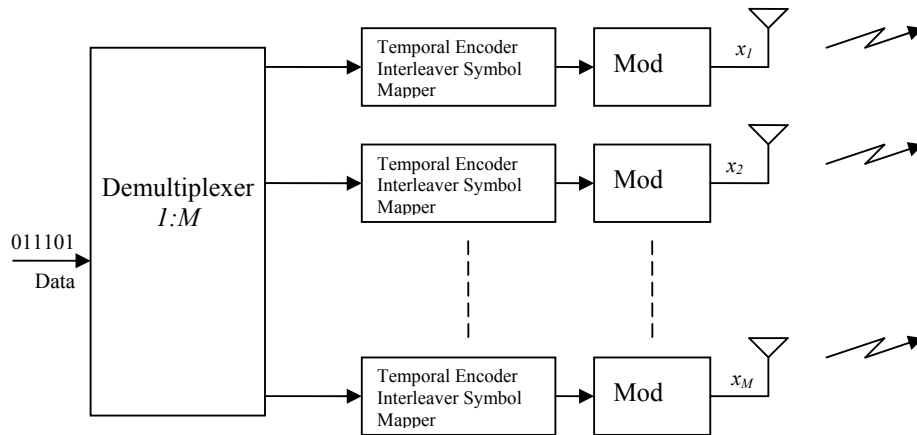 Temporal Encoder
Interleaver Symbol
Mapper
Mod
x1
Temporal Encoder
Interleaver Symbol
Mapper
Mod
x2
Demultiplexer
1:M
011101
Data
Temporal Encoder
Interleaver Symbol
Mapper
Mod
xM